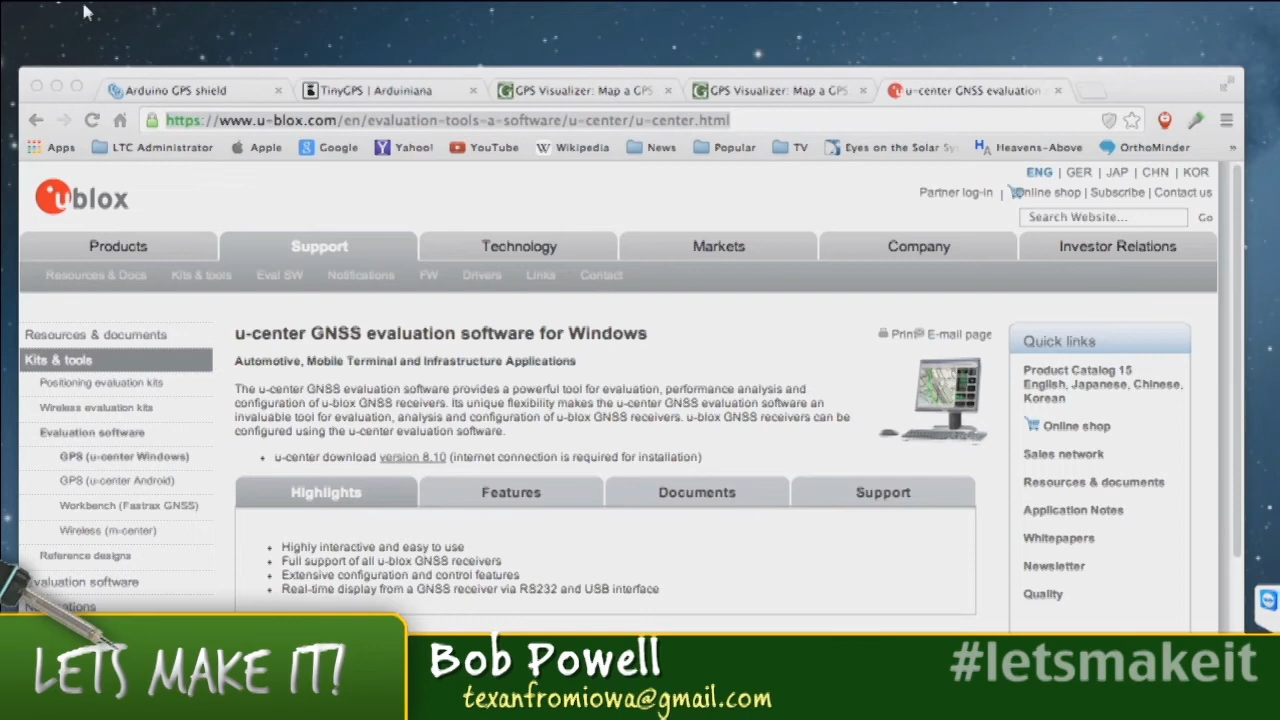 Arduino GPS shield
TinyGPS | Arduiniana
GPS Visualizer: Map a GPS
GPS Visualizer: Map a GPS
u-center GNSS evaluation
https://www.u-blox.com/en/evaluation-tools-a-software/u-center/u-center.html
Apps LTC Administrator Apple Google Yahoo! YouTube Wikipedia News Popular TV Eyes on the Solar Sy Heavens-Above OrthoMinder »
ENG | GER | JAP | CHN | KOR
ublox
Partner log-in | Online shop | Subscribe | Contact us
Search Website... Go
Products Support Technology Markets Company Investor Relations
Resources & Docs Kits & tools Eval SW Notifications FW Drivers Links Contact
Resources & documents
Kits & tools
Positioning evaluation kits
Wireless evaluation kits
Evaluation software
GPS (u-center Windows)
GPS (u-center Android)
Workbench (Fastrax GNSS)
Wireless (m-center)
Reference designs
valuation software
u-center GNSS evaluation software for Windows
Print E-mail page
Automotive, Mobile Terminal and Infrastructure Applications
The u-center GNSS evaluation software provides a powerful tool for evaluation, performance analysis and
configuration of u-blox GNSS receivers. Its unique flexibility makes the u-center GNSS evaluation software an
invaluable tool for evaluation, analysis and configuration of u-blox GNSS receivers. u-blox GNSS receivers can be
configured using the u-center evaluation software.
• u-center download version 8.10 (internet connection is required for installation)
Highlights Features Documents Support
• Highly interactive and easy to use
• Full support of all u-blox GNSS receivers
• Extensive configuration and control features
• Real-time display from a GNSS receiver via RS232 and USB interface
Quick links
Product Catalog 15
English, Japanese, Chinese,
Korean
Online shop
Sales network
Resources & documents
Application Notes
Whitepapers
Newsletter
Quality
LETS MAKE IT!
Bob Powell
texanfromiowa@gmail.com
#letsmakeit